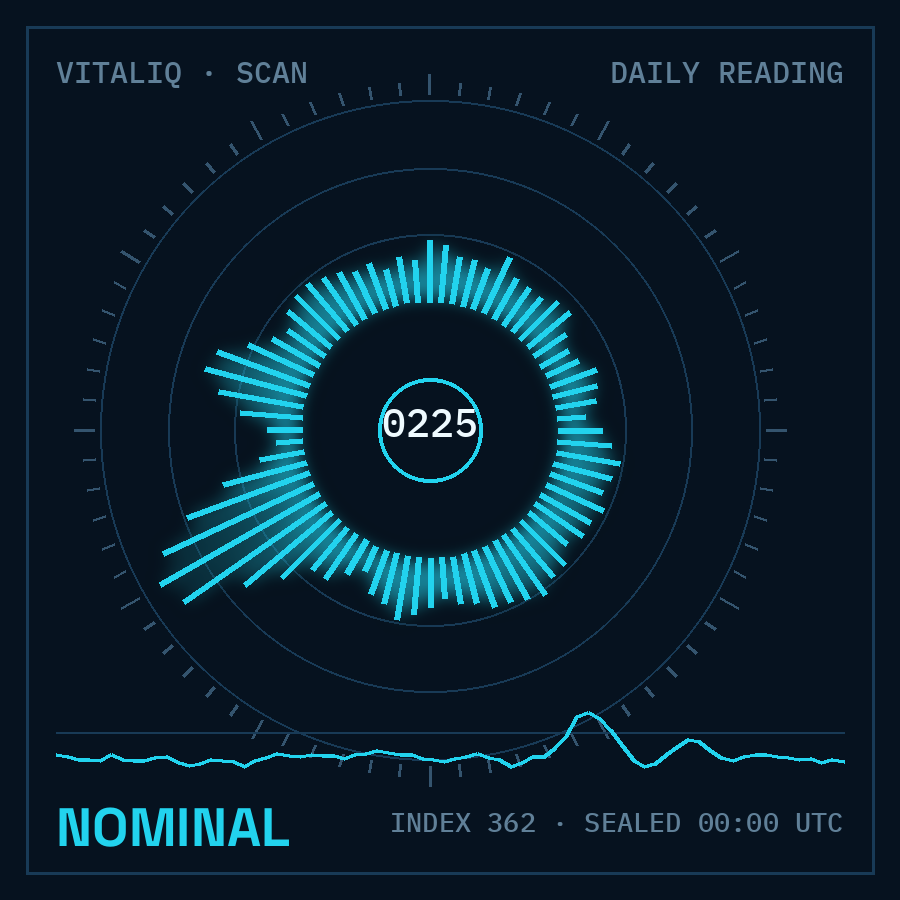 VITALIQ · SCAN
DAILY READING
0225
NOMINAL
INDEX 362 · SEALED 00:00 UTC